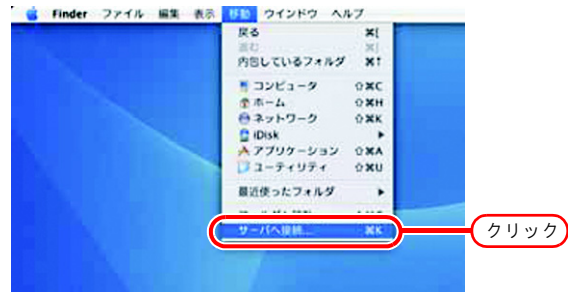 Finder ファイル 編集 表示 移動 ウインドウ ヘルプ
戻る ⌘[
進む ⌘]
内包しているフォルダ ⌘↑
コンピュータ ⇧⌘C
ホーム ⇧⌘H
ネットワーク ⇧⌘K
iDisk ▶
アプリケーション ⇧⌘A
ユーティリティ ⇧⌘U
最近使ったフォルダ ▶
サーバへ接続... ⌘K
クリック